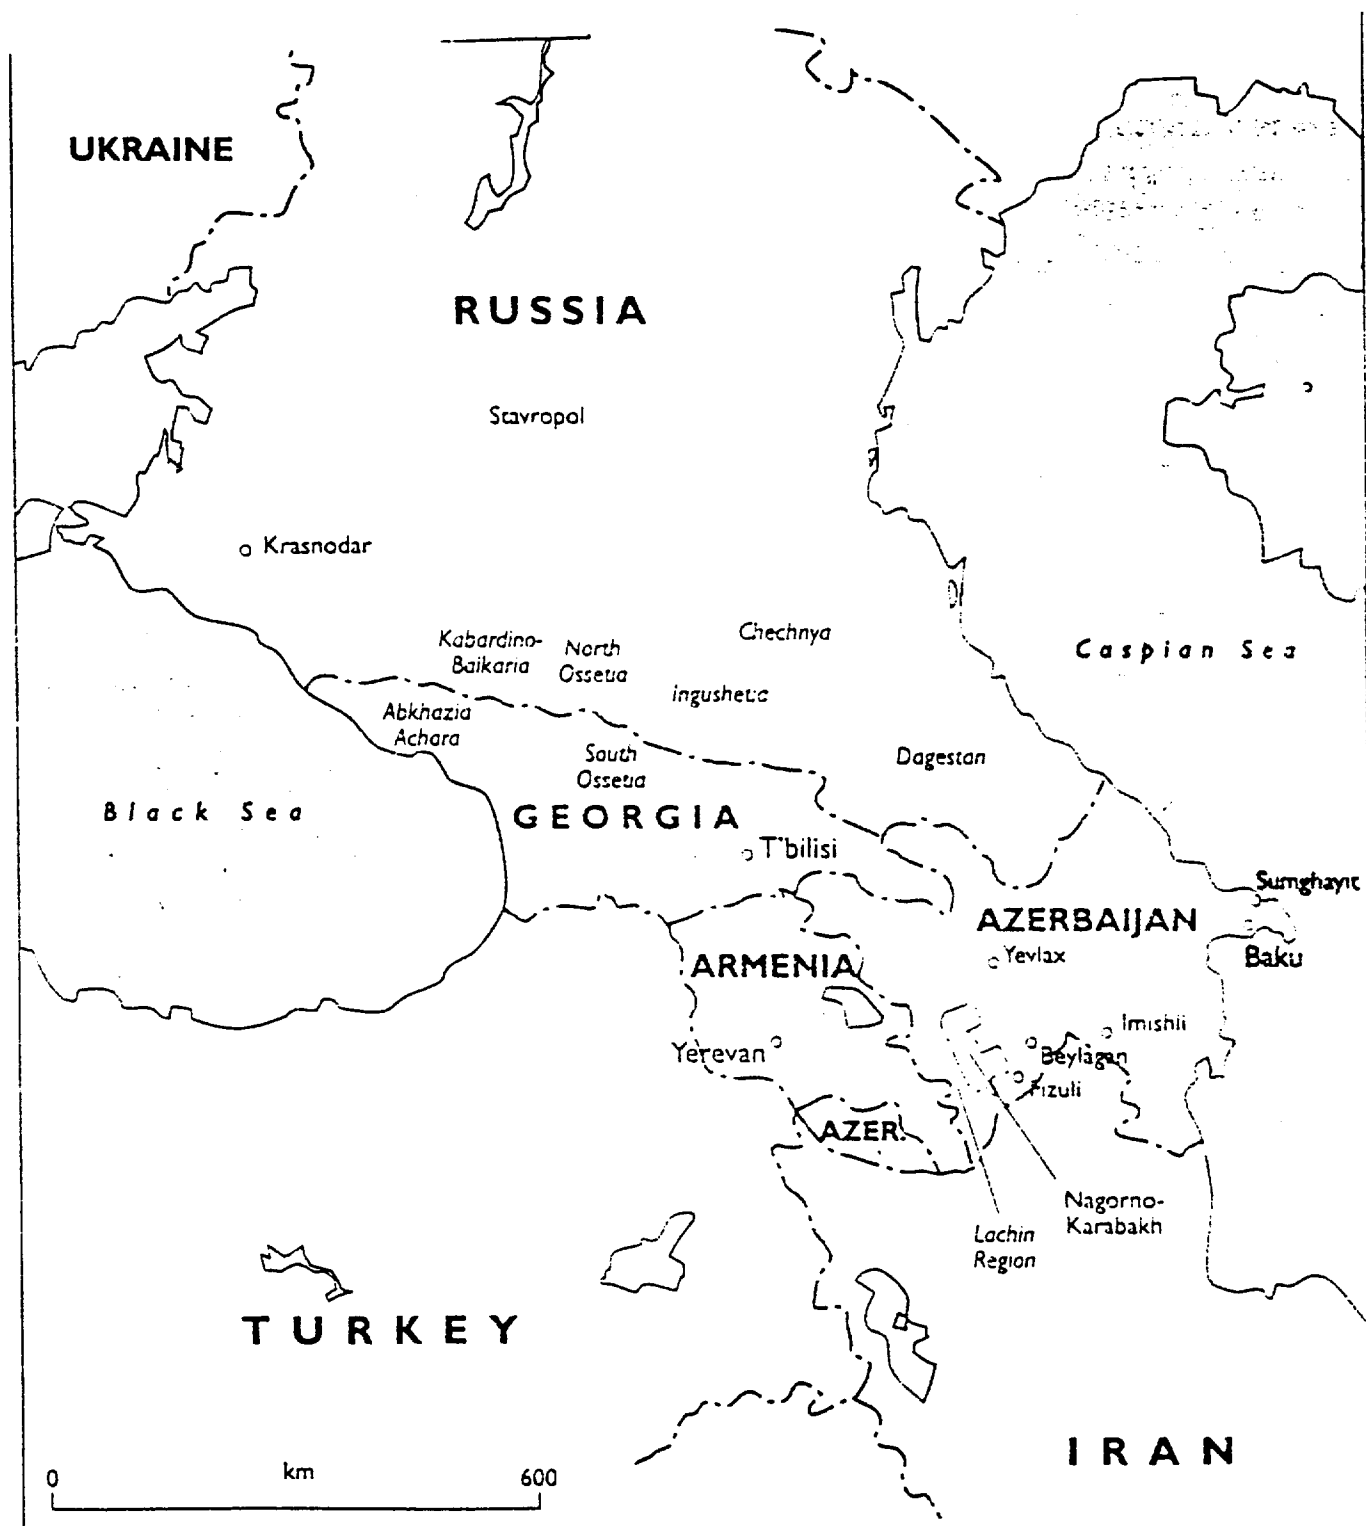 UKRAINE
RUSSIA
Stavropol
Krasnodar
Kabardino-
Baikaria
North
Ossetia
Chechnya
ingushetia
Caspian Sea
Abkhazia
Achara
South
Ossetia
Dagestan
Black Sea
GEORGIA
T'bilisi
Sumghayit
AZERBAIJAN
Yevlax
Baku
ARMENIA
Imishli
Yerevan
Beylagan
Fizuli
AZER.
Nagorno-
Karabakh
Lachin
Region
TURKEY
IRAN
0 km 600